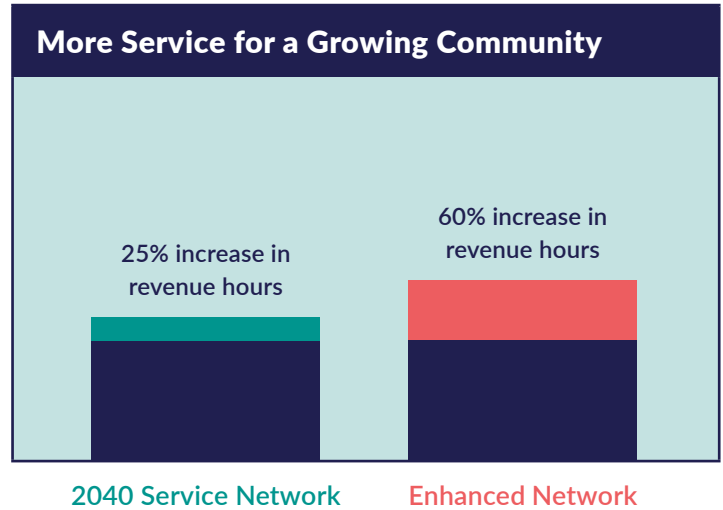 More Service for a Growing Community
25% increase in
revenue hours
60% increase in
revenue hours
2040 Service Network
Enhanced Network